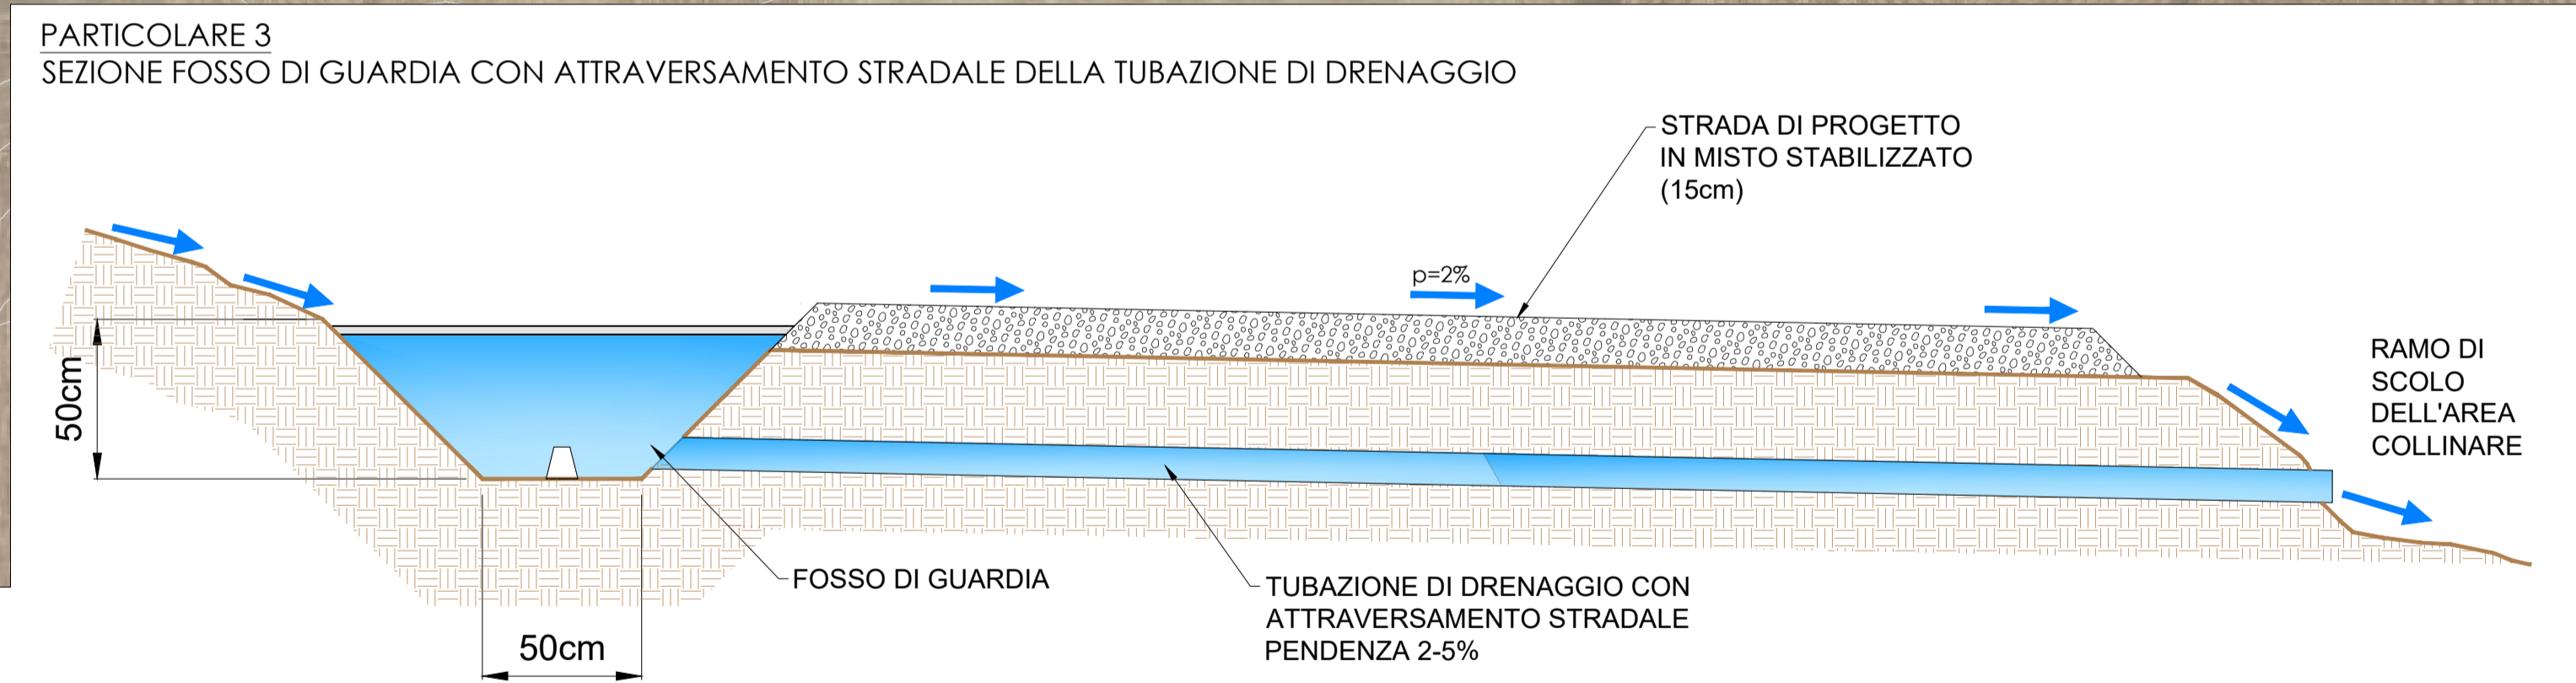 PARTICOLARE 3
SEZIONE FOSSO DI GUARDIA CON ATTRAVERSAMENTO STRADALE DELLA TUBAZIONE DI DRENAGGIO
STRADA DI PROGETTO
IN MISTO STABILIZZATO
(15cm)
p=2%
RAMO DI
SCOLO
DELL'AREA
COLLINARE
50cm
FOSSO DI GUARDIA
TUBAZIONE DI DRENAGGIO CON
ATTRAVERSAMENTO STRADALE
PENDENZA 2-5%
50cm